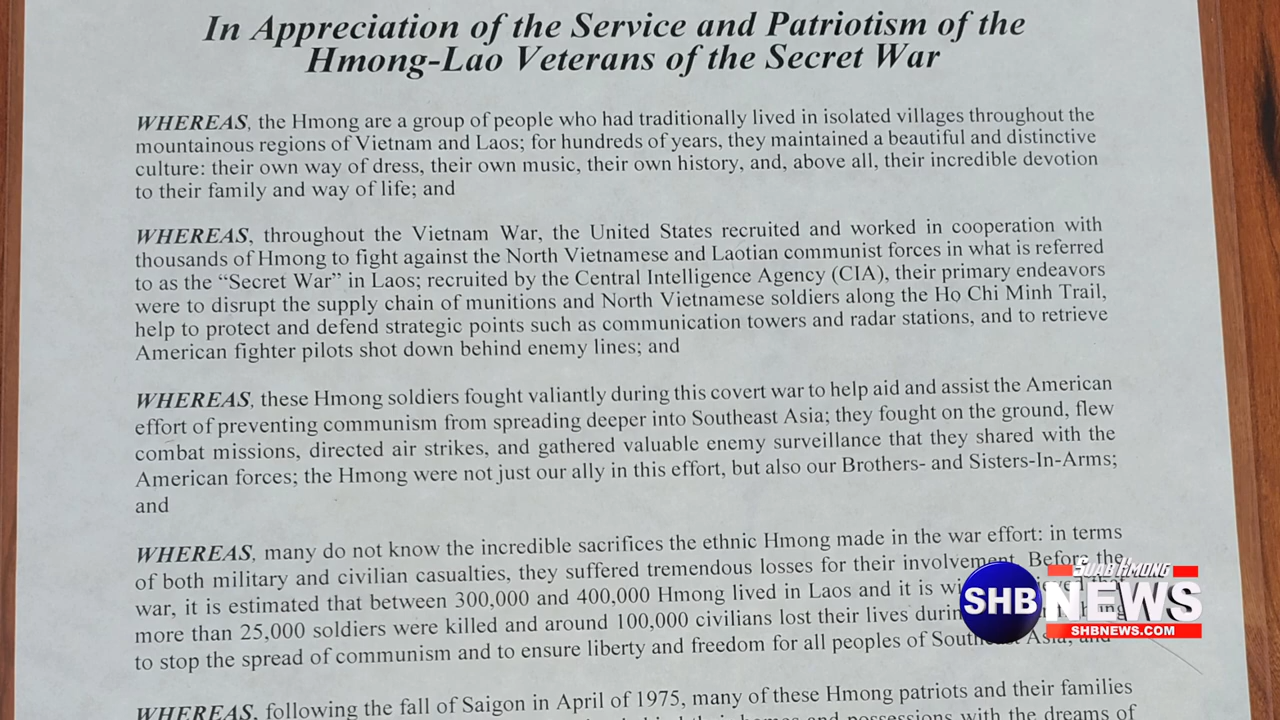 In Appreciation of the Service and Patriotism of the
Hmong-Lao Veterans of the Secret War
WHEREAS, the Hmong are a group of people who had traditionally lived in isolated villages throughout the
mountainous regions of Vietnam and Laos; for hundreds of years, they maintained a beautiful and distinctive
culture: their own way of dress, their own music, their own history, and, above all, their incredible devotion
to their family and way of life; and
WHEREAS, throughout the Vietnam War, the United States recruited and worked in cooperation with
thousands of Hmong to fight against the North Vietnamese and Laotian communist forces in what is referred
to as the “Secret War” in Laos; recruited by the Central Intelligence Agency (CIA), their primary endeavors
were to disrupt the supply chain of munitions and North Vietnamese soldiers along the Ho Chi Minh Trail,
help to protect and defend strategic points such as communication towers and radar stations, and to retrieve
American fighter pilots shot down behind enemy lines; and
WHEREAS, these Hmong soldiers fought valiantly during this covert war to help aid and assist the American
effort of preventing communism from spreading deeper into Southeast Asia; they fought on the ground, flew
combat missions, directed air strikes, and gathered valuable enemy surveillance that they shared with the
American forces; the Hmong were not just our ally in this effort, but also our Brothers- and Sisters-In-Arms;
and
WHEREAS, many do not know the incredible sacrifices the ethnic Hmong made in the war effort: in terms
of both military and civilian casualties, they suffered tremendous losses for their involvement. Before the
war, it is estimated that between 300,000 and 400,000 Hmong lived in Laos and it is
more than 25,000 soldiers were killed and around 100,000 civilians lost their lives
to stop the spread of communism and to ensure liberty and freedom for all peoples of Southeast Asia; and
WHEREAS, following the fall of Saigon in April of 1975, many of these Hmong patriots and their families
their homes and possessions with the dreams of
SUAB HMONG
SHB NEWS
SHBNEWS.COM